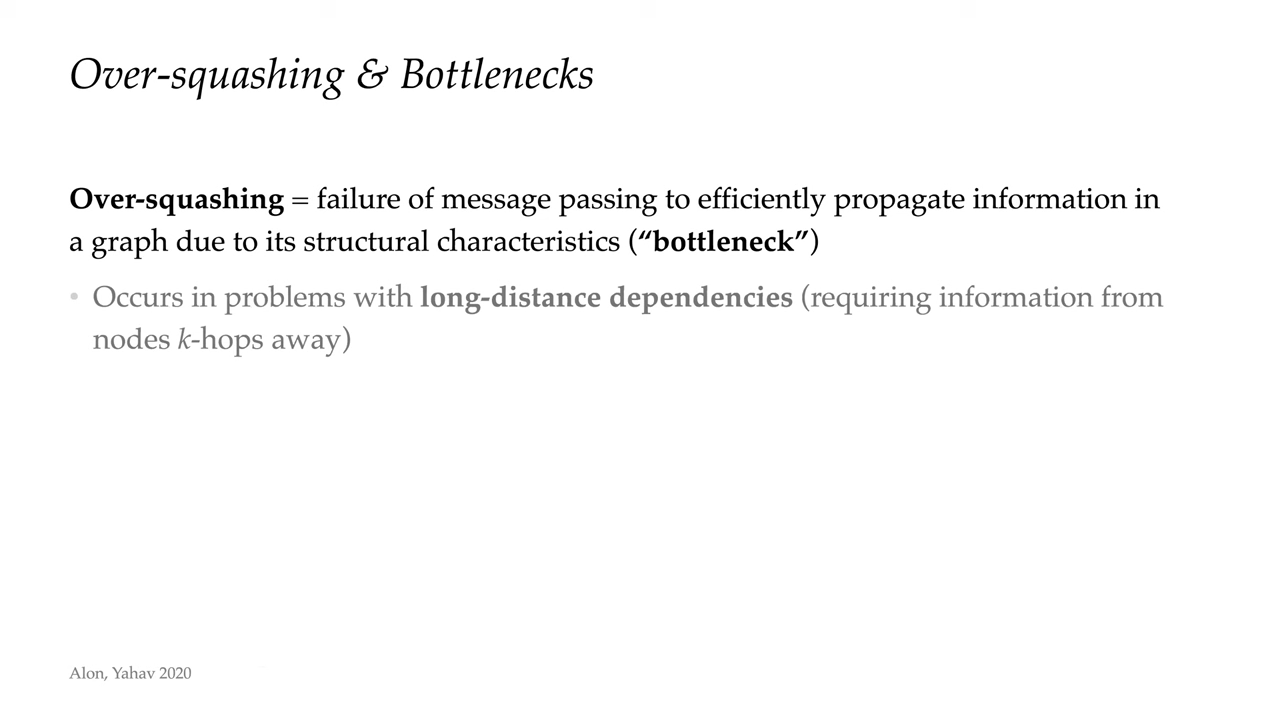 Over-squashing & Bottlenecks
Over-squashing = failure of message passing to efficiently propagate information in
a graph due to its structural characteristics (“bottleneck”)
• Occurs in problems with long-distance dependencies (requiring information from
nodes k-hops away)
Alon, Yahav 2020